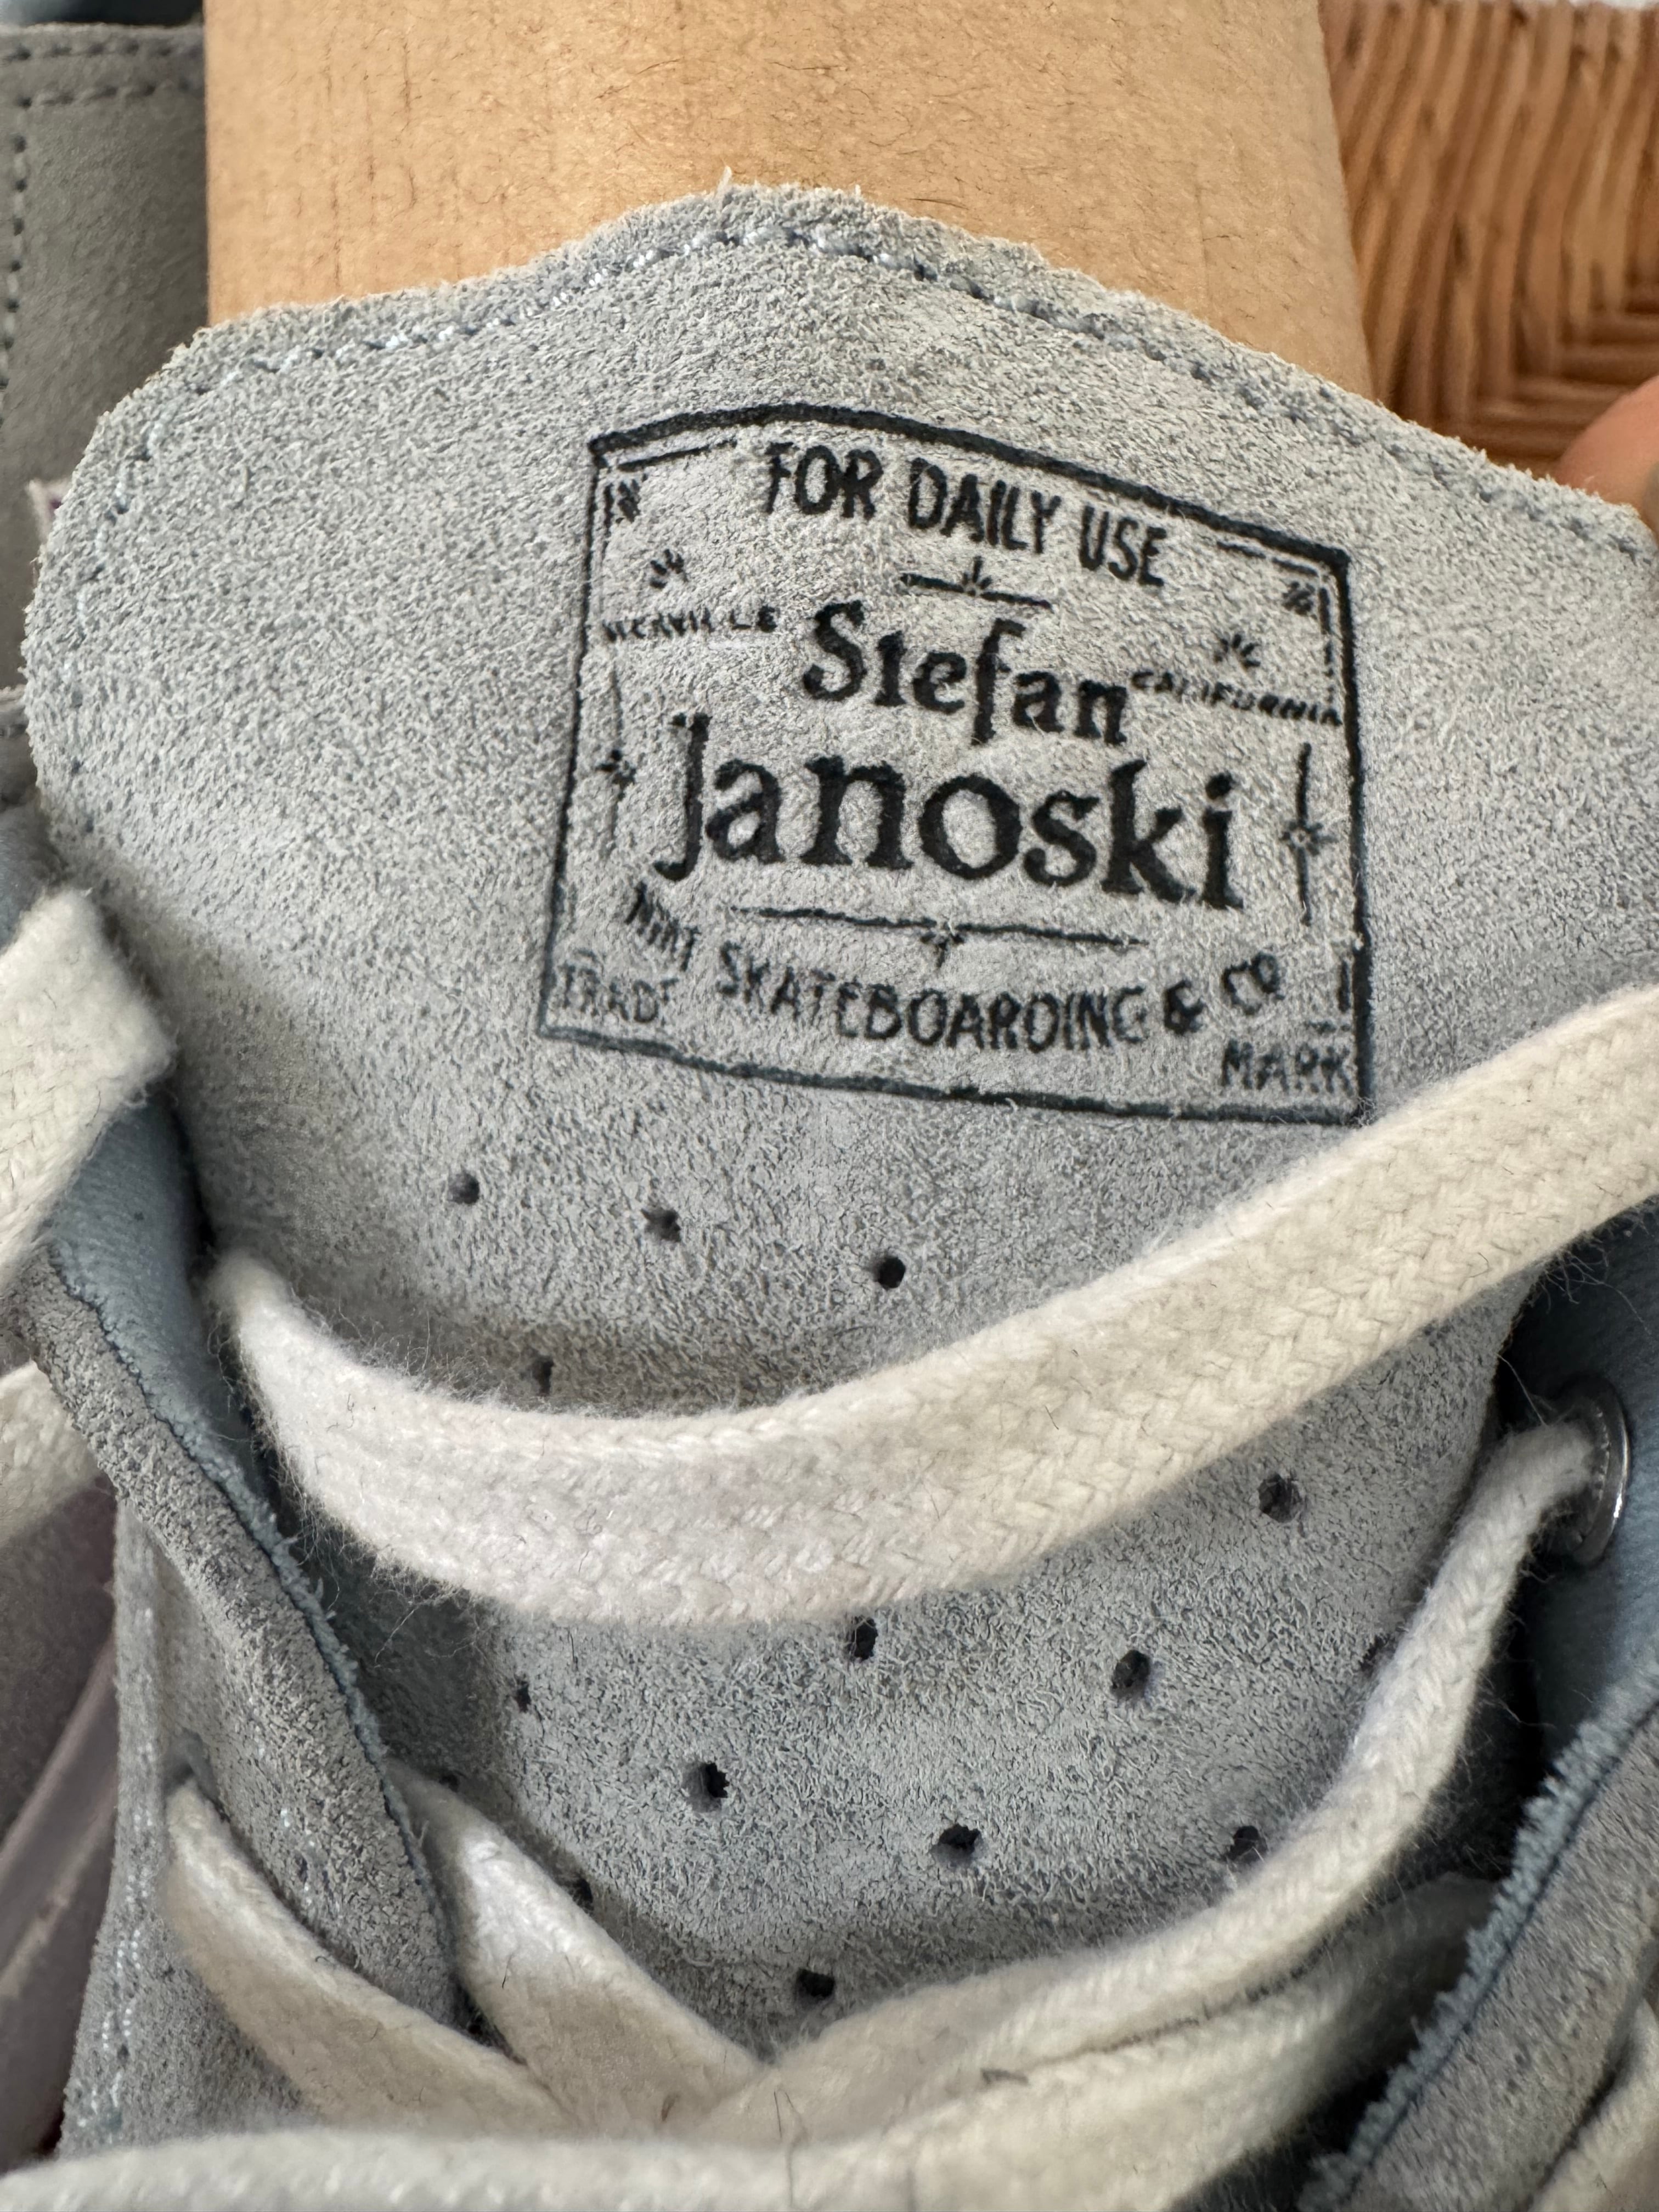 FOR DAILY USE
Stefan
CALIFORNIA
Janoski
SKATEBOARDING & CO
TRADE
MARK